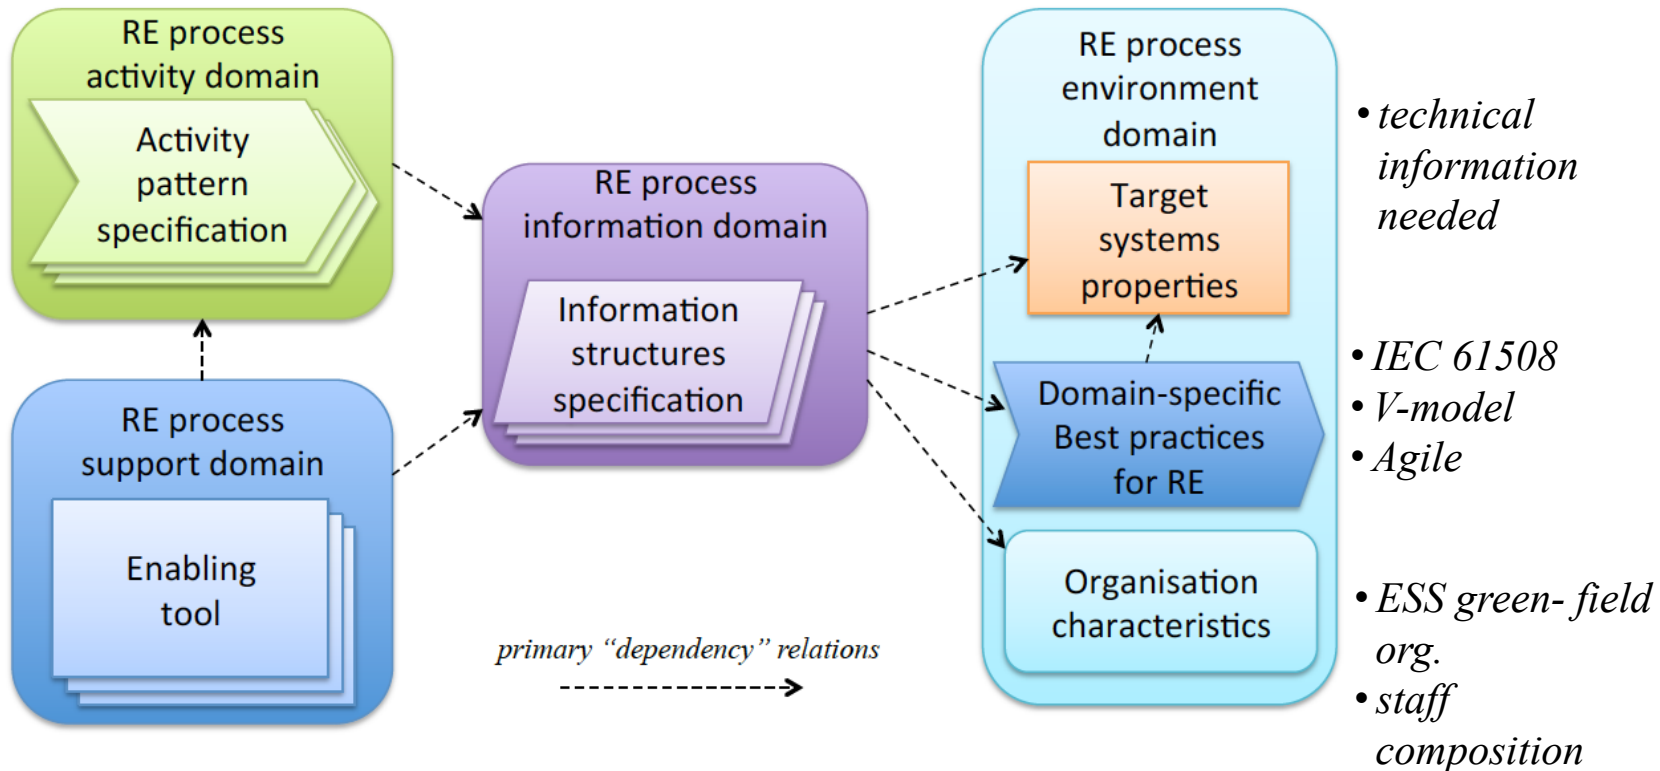 RE process
activity domain
Activity
pattern
specification
RE process
support domain
Enabling
tool
RE process
information domain
Information
structures
specification
primary “dependency” relations
RE process
environment
domain
Target
systems
properties
Domain-specific
Best practices
for RE
Organisation
characteristics
• technical
information
needed
• IEC 61508
• V-model
• Agile
• ESS green- field
org.
• staff
composition